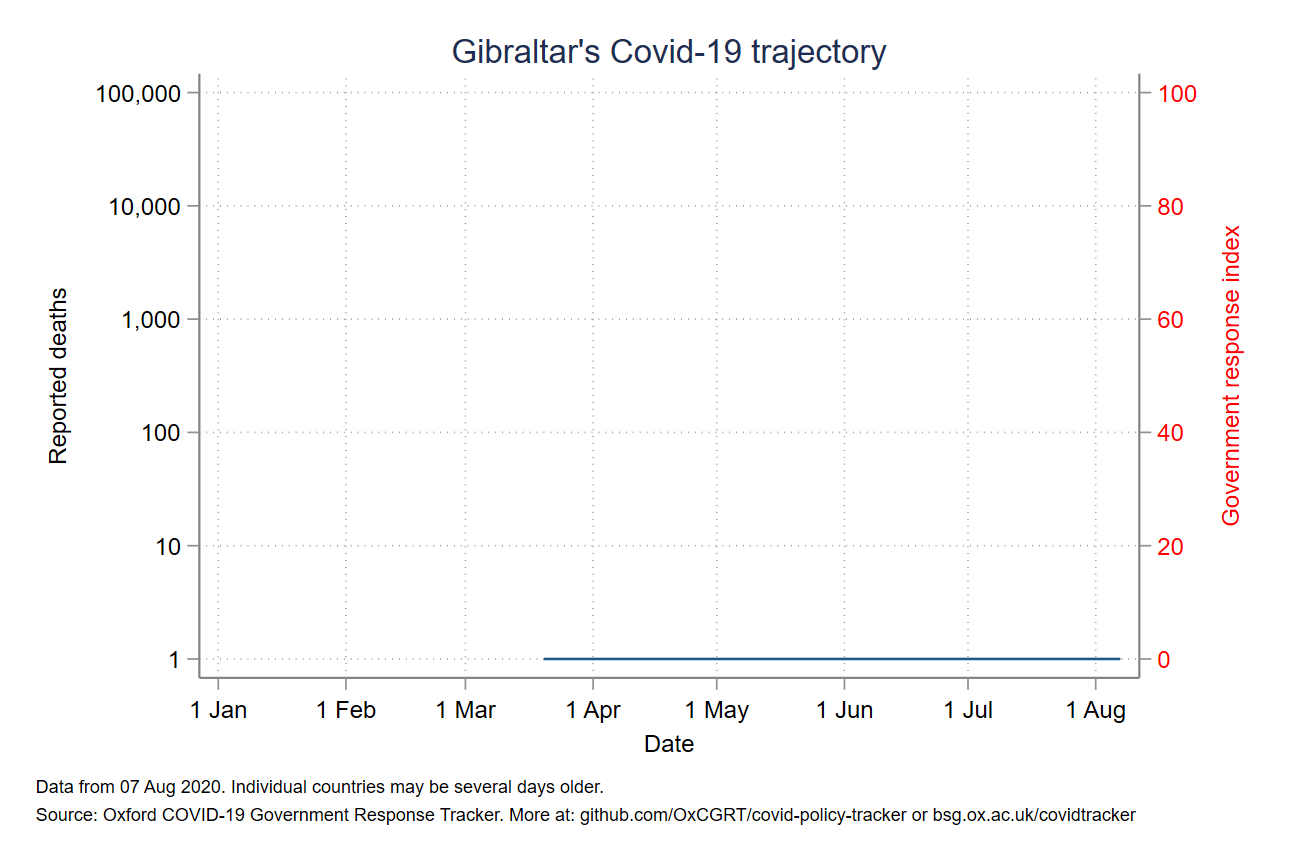 Gibraltar's Covid-19 trajectory
100,000
10,000
1,000
100
10
1
Reported deaths
100
80
60
40
20
0
Government response index
1 Jan
1 Feb
1 Mar
1 Apr
1 May
1 Jun
1 Jul
1 Aug
Date
Data from 07 Aug 2020. Individual countries may be several days older.
Source: Oxford COVID-19 Government Response Tracker. More at: github.com/OxCGRT/covid-policy-tracker or bsg.ox.ac.uk/covidtracker